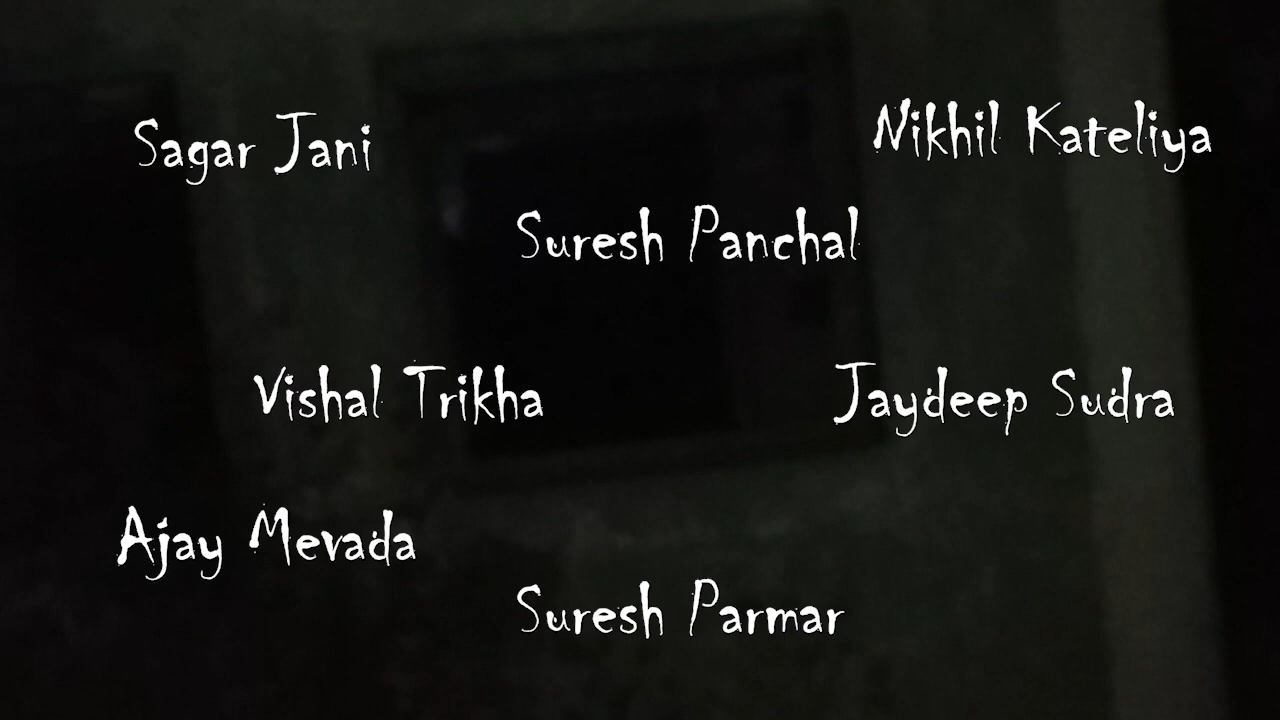 Sagar Jani
Nikhil Kateliya
Suresh Panchal
Vishal Trikha
Jaydeep Sudra
Ajay Mevada
Suresh Parmar